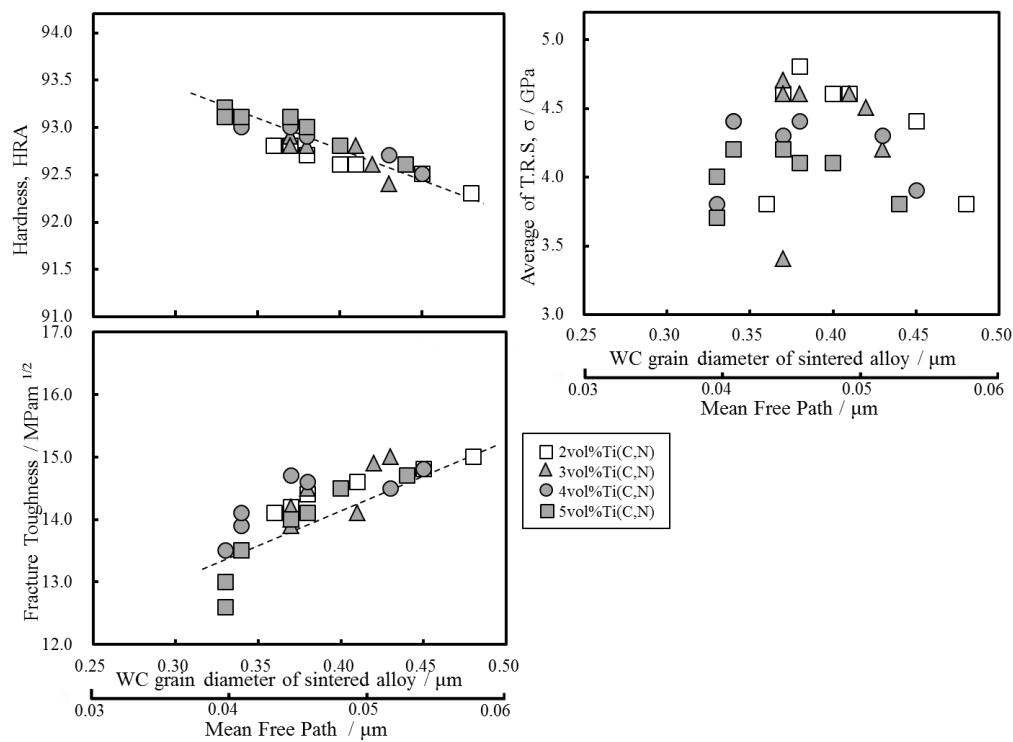 Hardness, HRA
94.0
93.5
93.0
92.5
92.0
91.5
91.0
Fracture Toughness / MPam 1/2
17.0
16.0
15.0
14.0
13.0
12.0
0.25 0.30 0.35 0.40 0.45 0.50
WC grain diameter of sintered alloy / μm
0.03 0.04 0.05 0.06
Mean Free Path / μm
Average of T.R.S, σ / GPa
5.0
4.5
4.0
3.5
3.0
0.25 0.30 0.35 0.40 0.45 0.50
WC grain diameter of sintered alloy / μm
0.03 0.04 0.05 0.06
Mean Free Path / μm
2vol%Ti(C,N)
3vol%Ti(C,N)
4vol%Ti(C,N)
5vol%Ti(C,N)